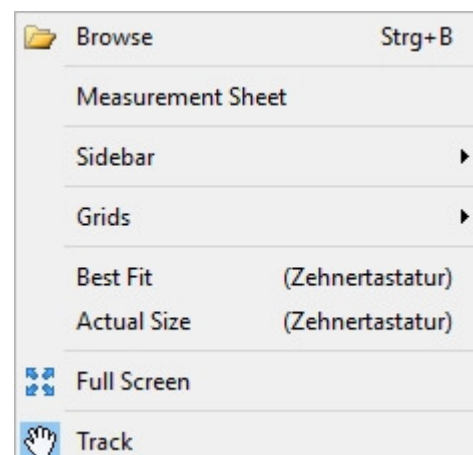 Browse Strg+B
Measurement Sheet
Sidebar
Grids
Best Fit (Zehnertastatur)
Actual Size (Zehnertastatur)
Full Screen
Track